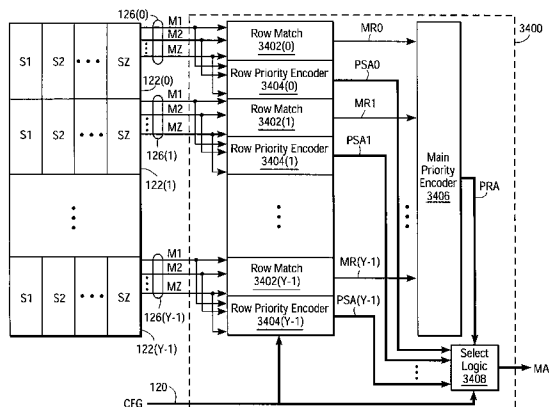 126(0)
M1
M2
MZ
S1 S2 SZ
122(0)
M1
M2
MZ
126(1)
S1 S2 SZ
122(1)
M1
M2
MZ
126(Y-1)
S1 S2 SZ
122(Y-1)
120
CFG
Row Match
3402(0)
Row Priority Encoder
3404(0)
Row Match
3402(1)
Row Priority Encoder
3404(1)
Row Match
3402(Y-1)
Row Priority Encoder
3404(Y-1)
MR0
PSA0
MR1
PSA1
MR(Y-1)
PSA(Y-1)
Main
Priority
Encoder
3406
PRA
3400
Select
Logic
3408
MA